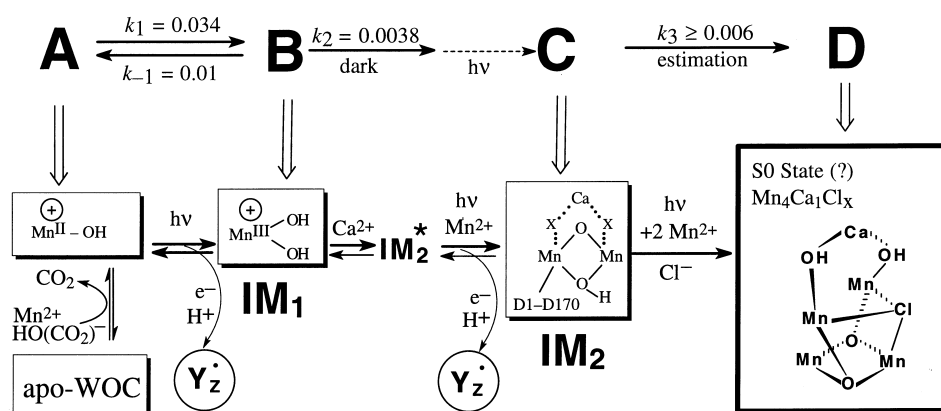 A
k₁ = 0.034
k₋₁ = 0.01
B
k₂ = 0.0038
dark
hν
C
k₃ ≥ 0.006
estimation
D
⊕
Mnᴵᴵ – OH
hν
⊕
Mnᴵᴵᴵ
OH
OH
IM₁
Ca²⁺
IM₂*
hν
Mn²⁺
Ca
X
X
O
Mn
Mn
O
H
D1–D170
IM₂
hν
+2 Mn²⁺
Cl⁻
S0 State (?)
Mn₄Ca₁Clₓ
Ca
OH
OH
Mn
Mn
Cl
O
Mn
Mn
O
CO₂
Mn²⁺
HO(CO₂)⁻
apo-WOC
e⁻
H⁺
Y_Z^•
e⁻
H⁺
Y_Z^•